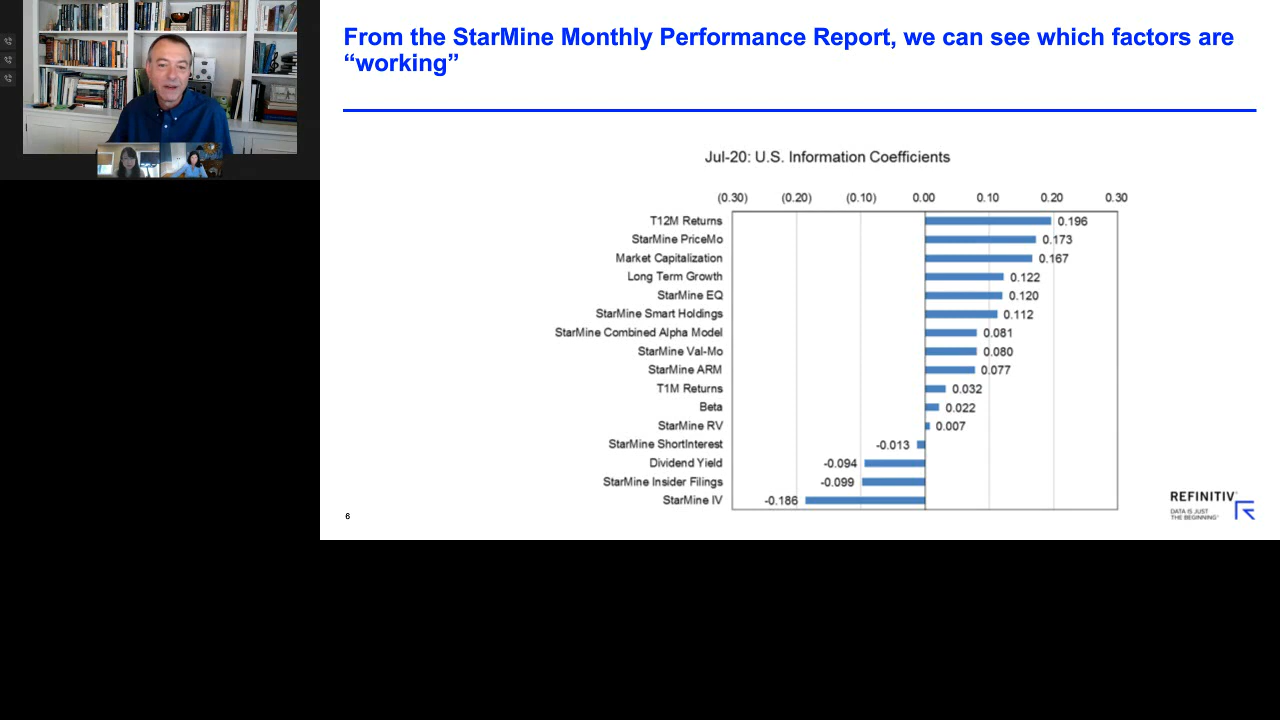 From the StarMine Monthly Performance Report, we can see which factors are
“working”
Jul-20: U.S. Information Coefficients
(0.30) (0.20) (0.10) 0.00 0.10 0.20 0.30
T12M Returns 0.196
StarMine PriceMo 0.173
Market Capitalization 0.167
Long Term Growth 0.122
StarMine EQ 0.120
StarMine Smart Holdings 0.112
StarMine Combined Alpha Model 0.081
StarMine Val-Mo 0.080
StarMine ARM 0.077
T1M Returns 0.032
Beta 0.022
StarMine RV 0.007
StarMine ShortInterest -0.013
Dividend Yield -0.094
StarMine Insider Filings -0.099
StarMine IV -0.186
6
REFINITIV
DATA IS JUST
THE BEGINNING